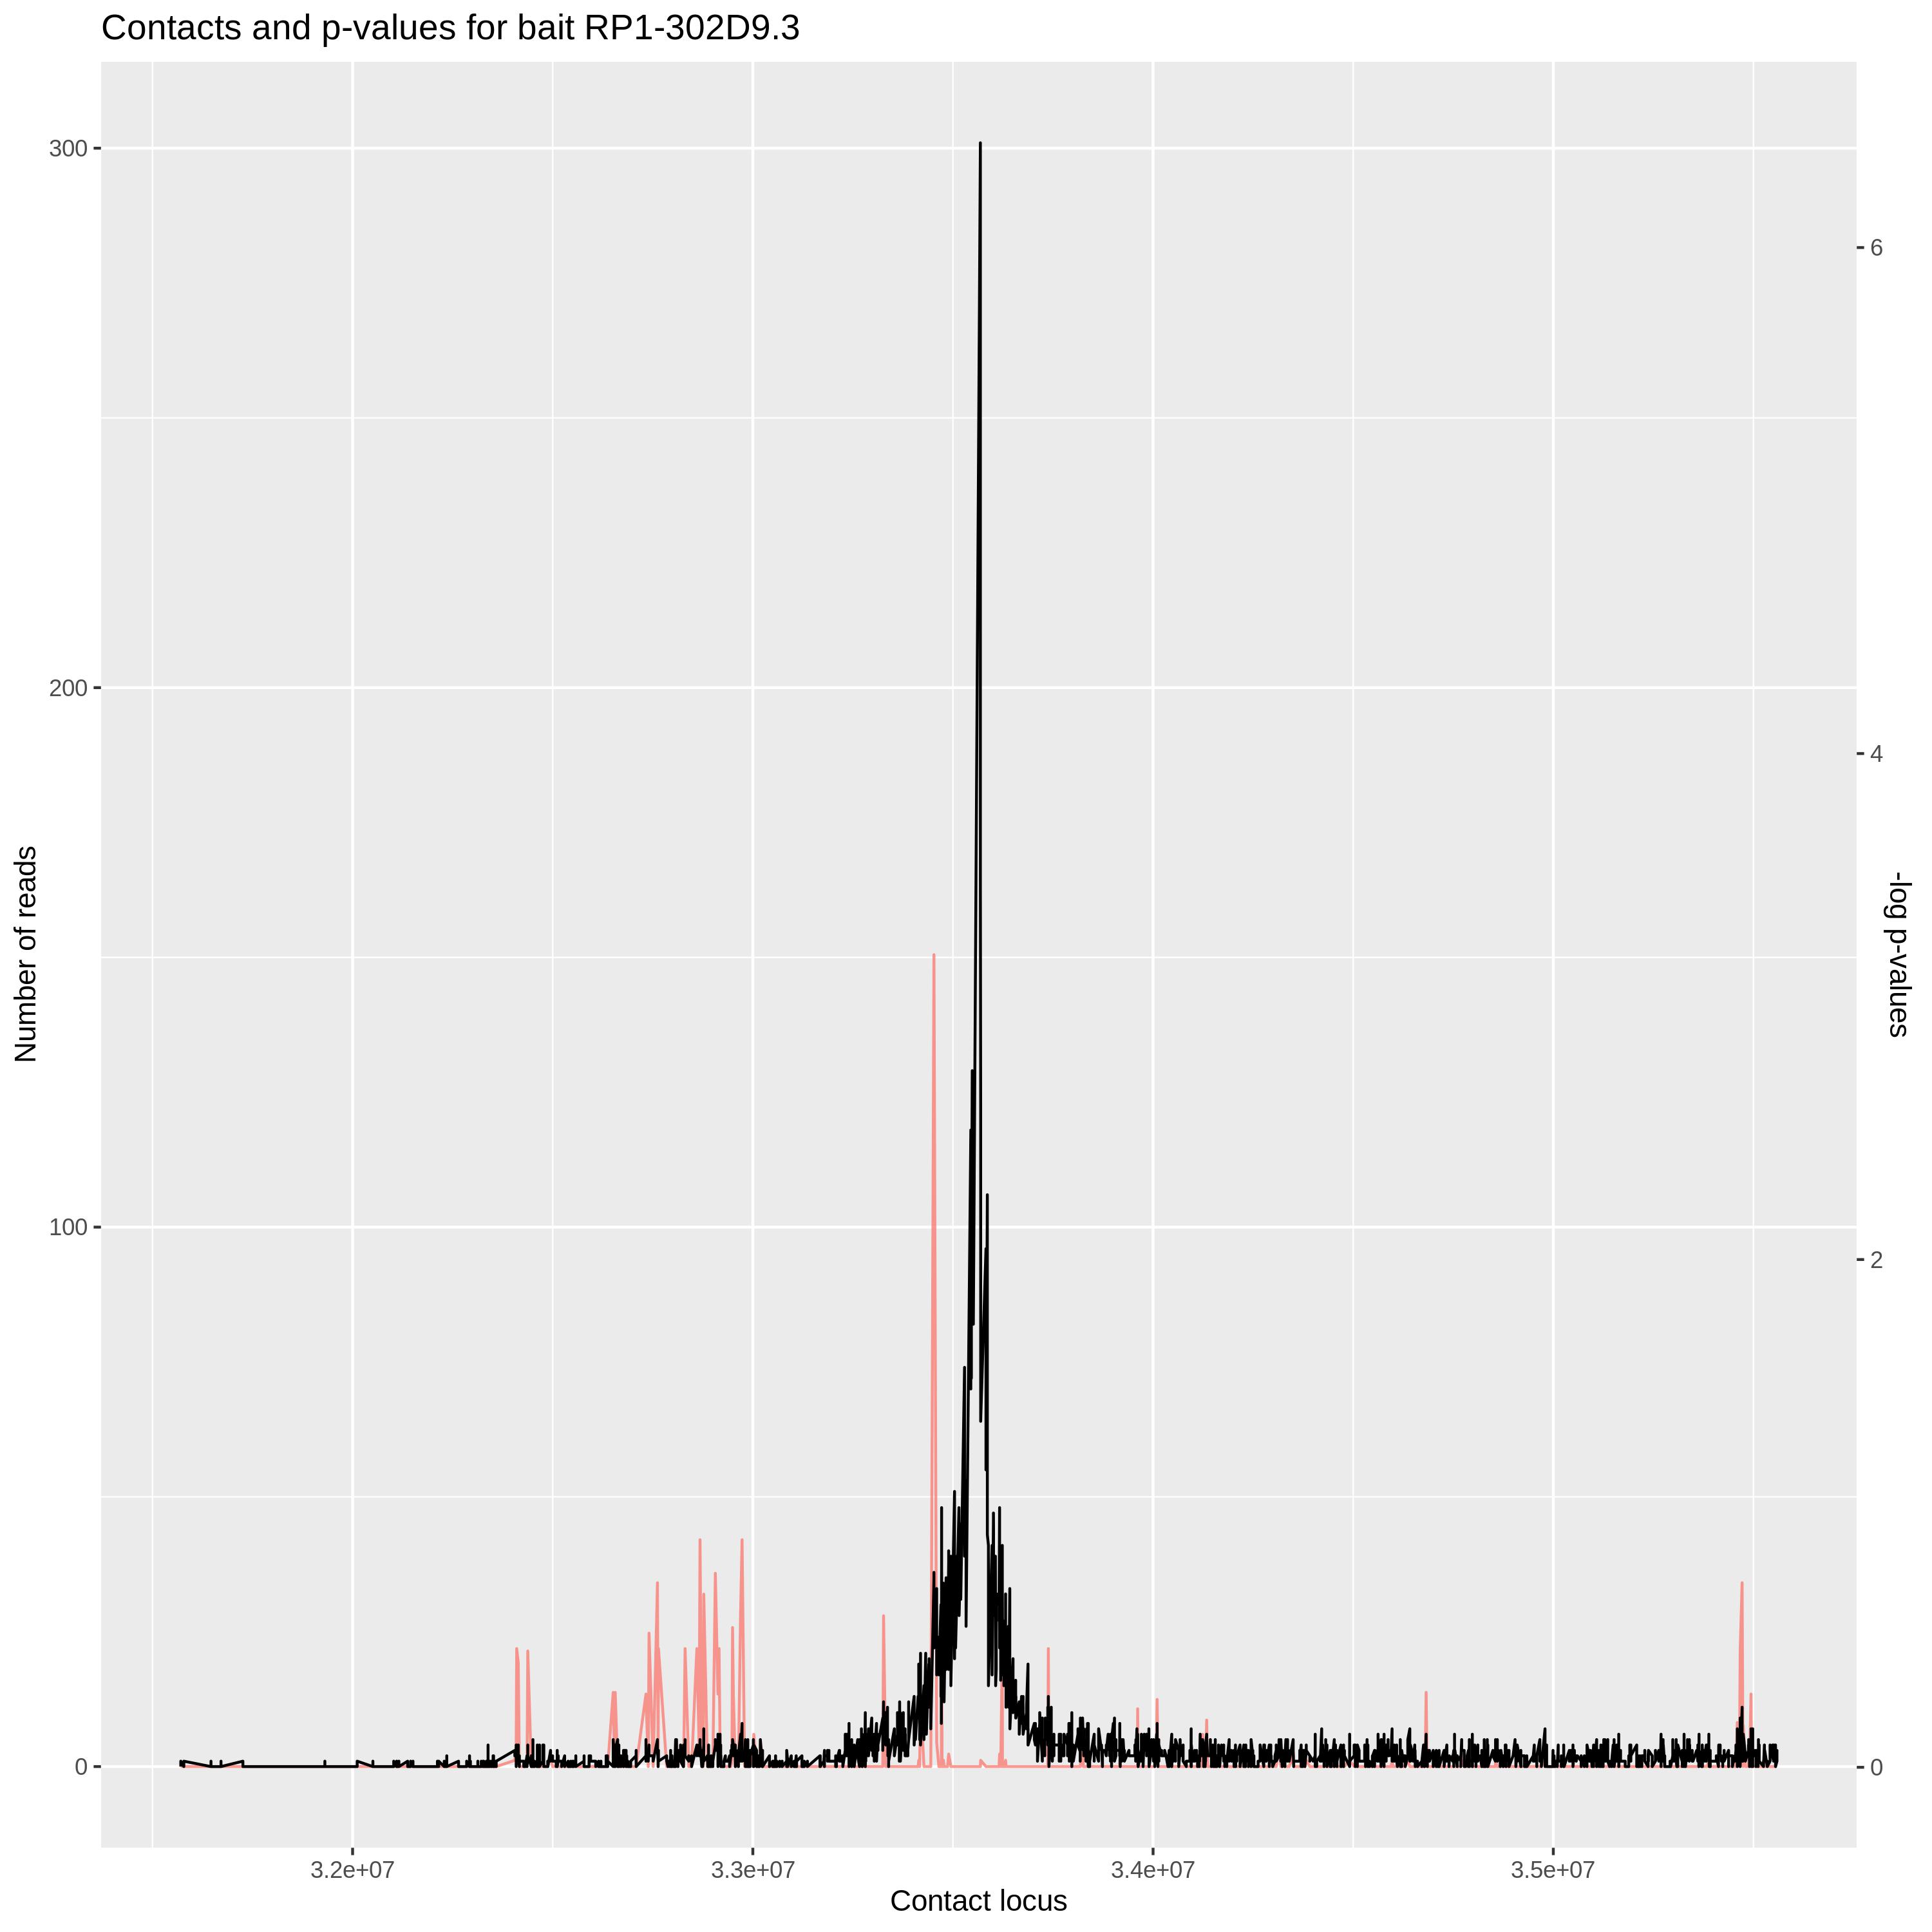 Contacts and p-values for bait RP1-302D9.3
300
200
100
0
Number of reads
6
4
2
0
-log p-values
3.2e+07
3.3e+07
3.4e+07
3.5e+07
Contact locus